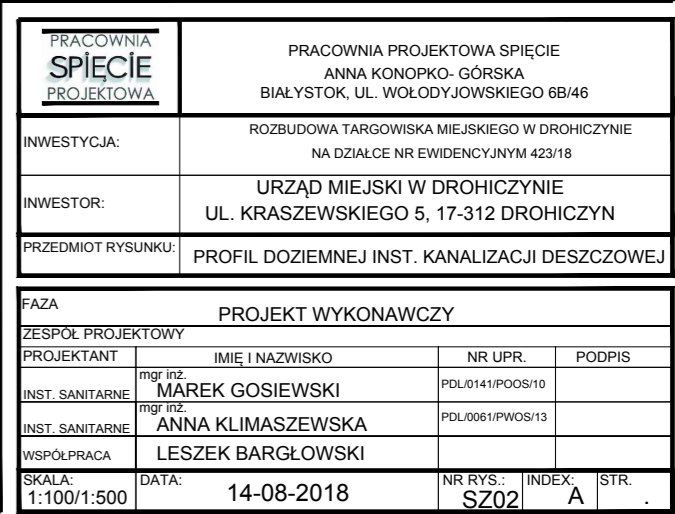 PRACOWNIA
SPIĘCIE
PROJEKTOWA
PRACOWNIA PROJEKTOWA SPIĘCIE
ANNA KONOPKO- GÓRSKA
BIAŁYSTOK, UL. WOŁODYJOWSKIEGO 6B/46
INWESTYCJA:
ROZBUDOWA TARGOWISKA MIEJSKIEGO W DROHICZYNIE
NA DZIAŁCE NR EWIDENCYJNYM 423/18
INWESTOR:
URZĄD MIEJSKI W DROHICZYNIE
UL. KRASZEWSKIEGO 5, 17-312 DROHICZYN
PRZEDMIOT RYSUNKU:
PROFIL DOZIEMNEJ INST. KANALIZACJI DESZCZOWEJ
FAZA
PROJEKT WYKONAWCZY
ZESPÓŁ PROJEKTOWY
PROJEKTANT IMIĘ I NAZWISKO NR UPR. PODPIS
INST. SANITARNE mgr inż. MAREK GOSIEWSKI PDL/0141/POOS/10
INST. SANITARNE mgr inż. ANNA KLIMASZEWSKA PDL/0061/PWOS/13
WSPÓŁPRACA LESZEK BARGŁOWSKI
SKALA: DATA: NR RYS.: INDEX: STR.
1:100/1:500 14-08-2018 SZ02 A .